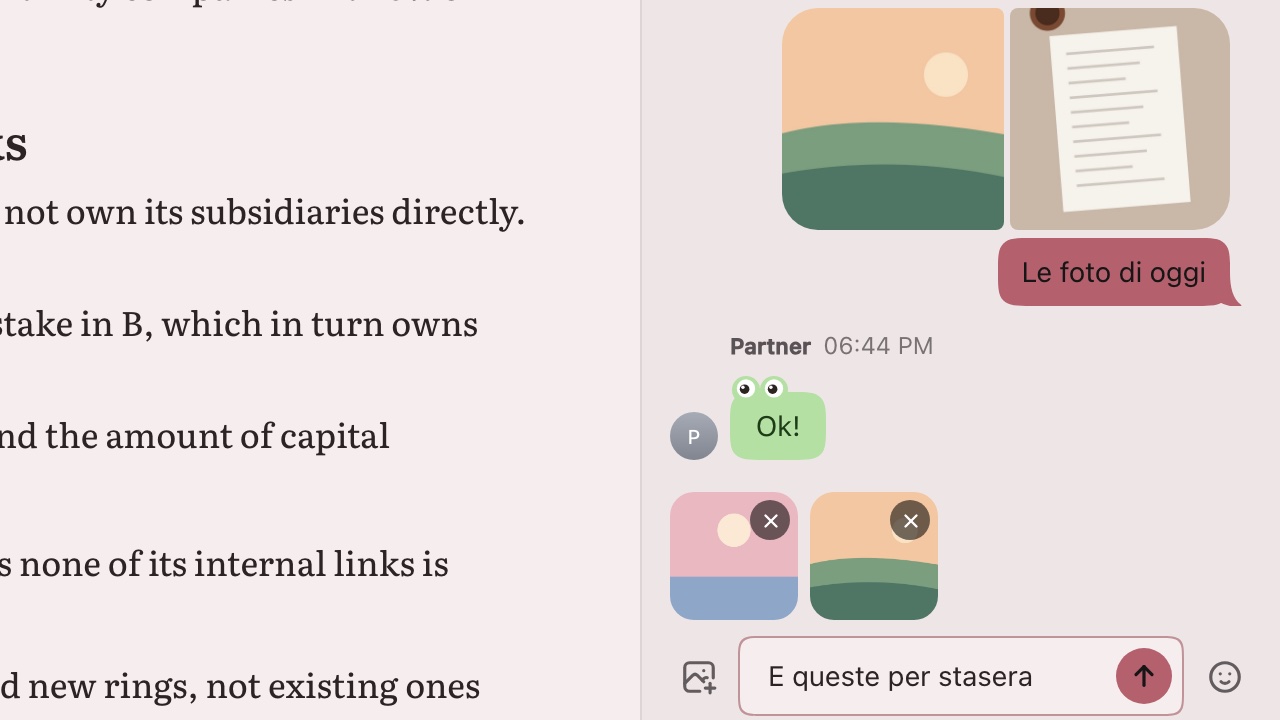 ks
not own its subsidiaries directly.
stake in B, which in turn owns
nd the amount of capital
s none of its internal links is
d new rings, not existing ones
Le foto di oggi
Partner 06:44 PM
P
Ok!
E queste per stasera